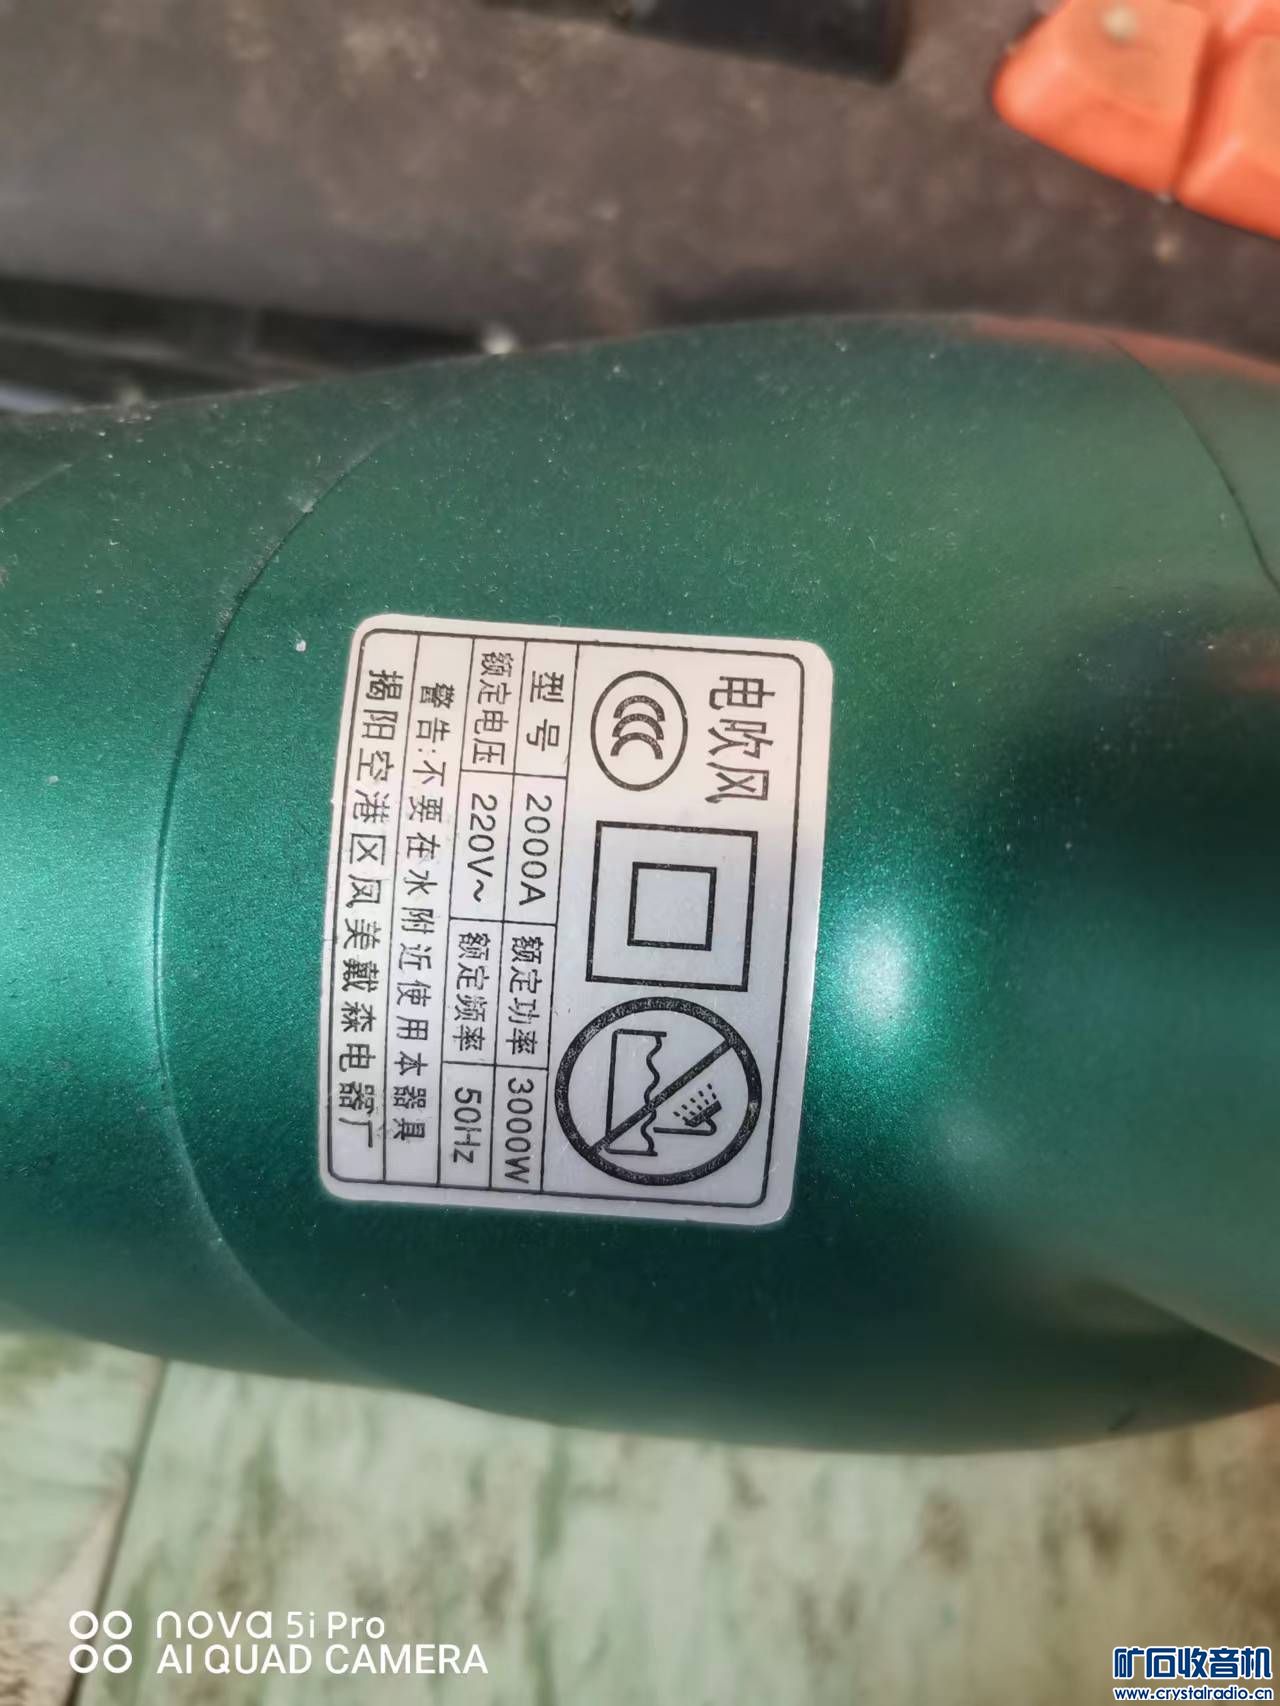 电吹风
型号 2000A 额定功率 3000W
额定电压 220V~ 额定频率 50Hz
警告:不要在水附近使用本器具
揭阳空港区凤美戴森电器厂
nova 5i Pro
AI QUAD CAMERA
矿石收音机
www.crystalradio.cn